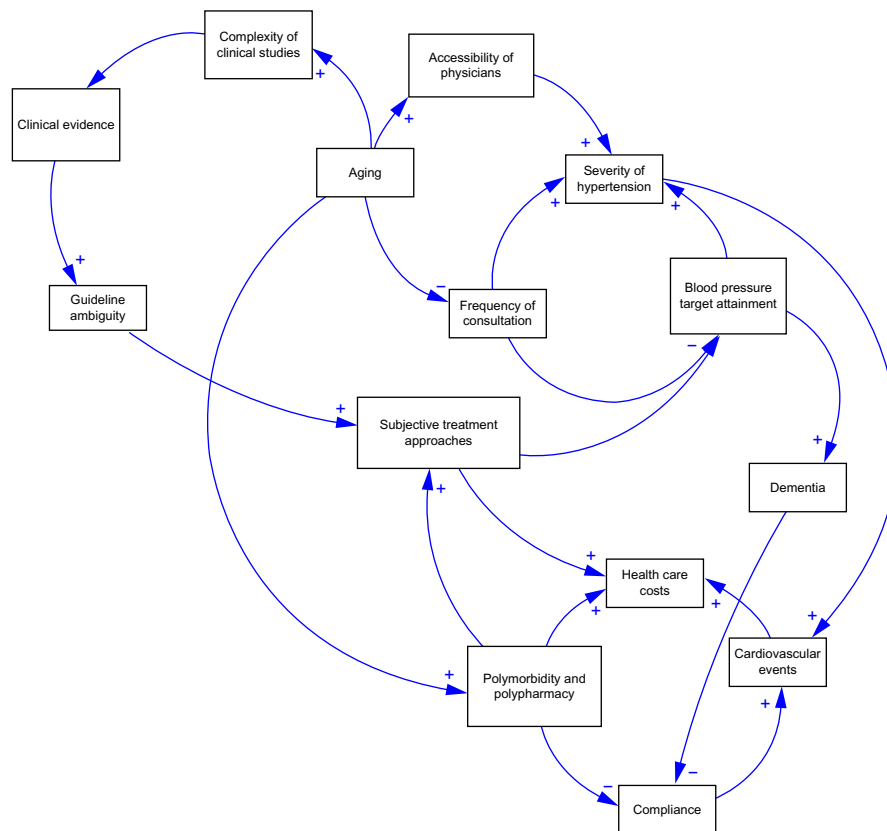 Complexity of
clinical studies
+
Accessibility of
physicians
+
Clinical evidence
+
Aging
+
Severity of
hypertension
+
+
+
Guideline
ambiguity
−
Frequency of
consultation
Blood pressure
target attainment
−
+
Subjective treatment
approaches
+
+
Dementia
+
Health care
costs
+
+
+
Cardiovascular
events
+
Polymorbidity and
polypharmacy
+
−
−
Compliance